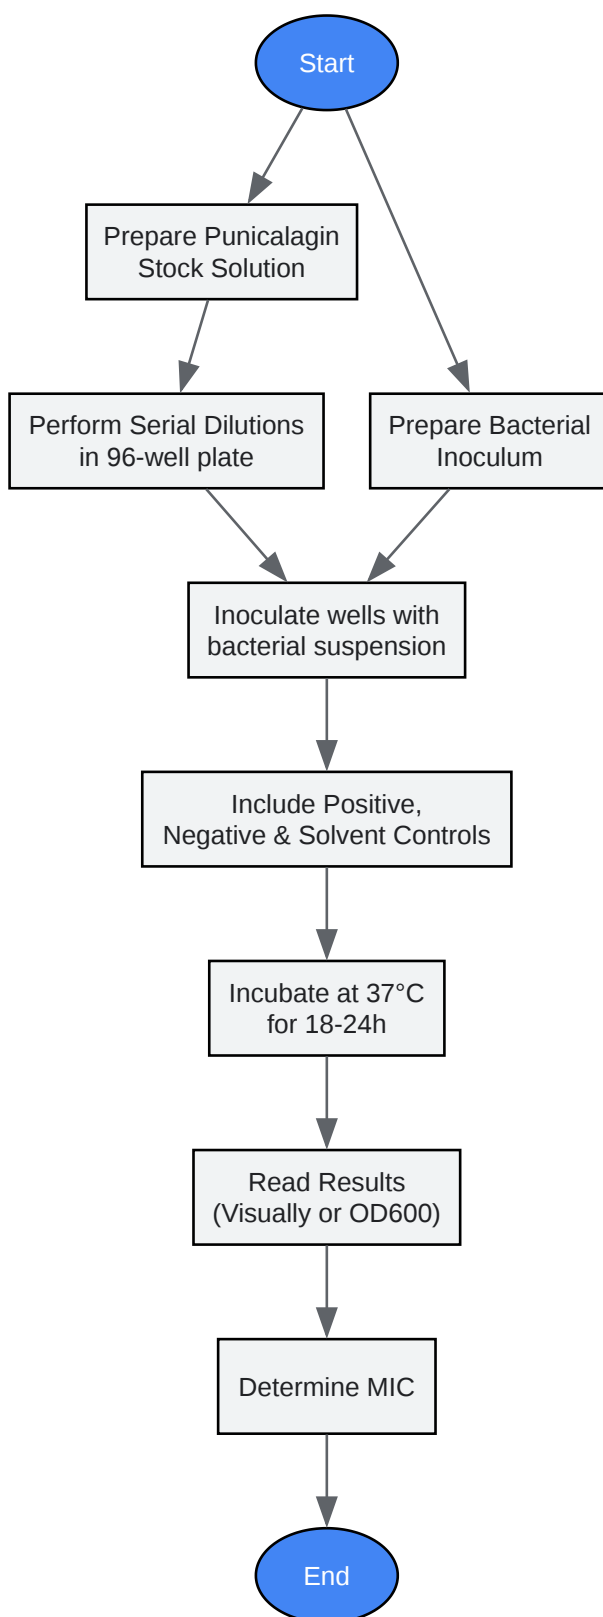 Start
Prepare Punicalagin
Stock Solution
Perform Serial Dilutions
in 96-well plate
Prepare Bacterial
Inoculum
Inoculate wells with
bacterial suspension
Include Positive,
Negative & Solvent Controls
Incubate at 37°C
for 18-24h
Read Results
(Visually or OD600)
Determine MIC
End